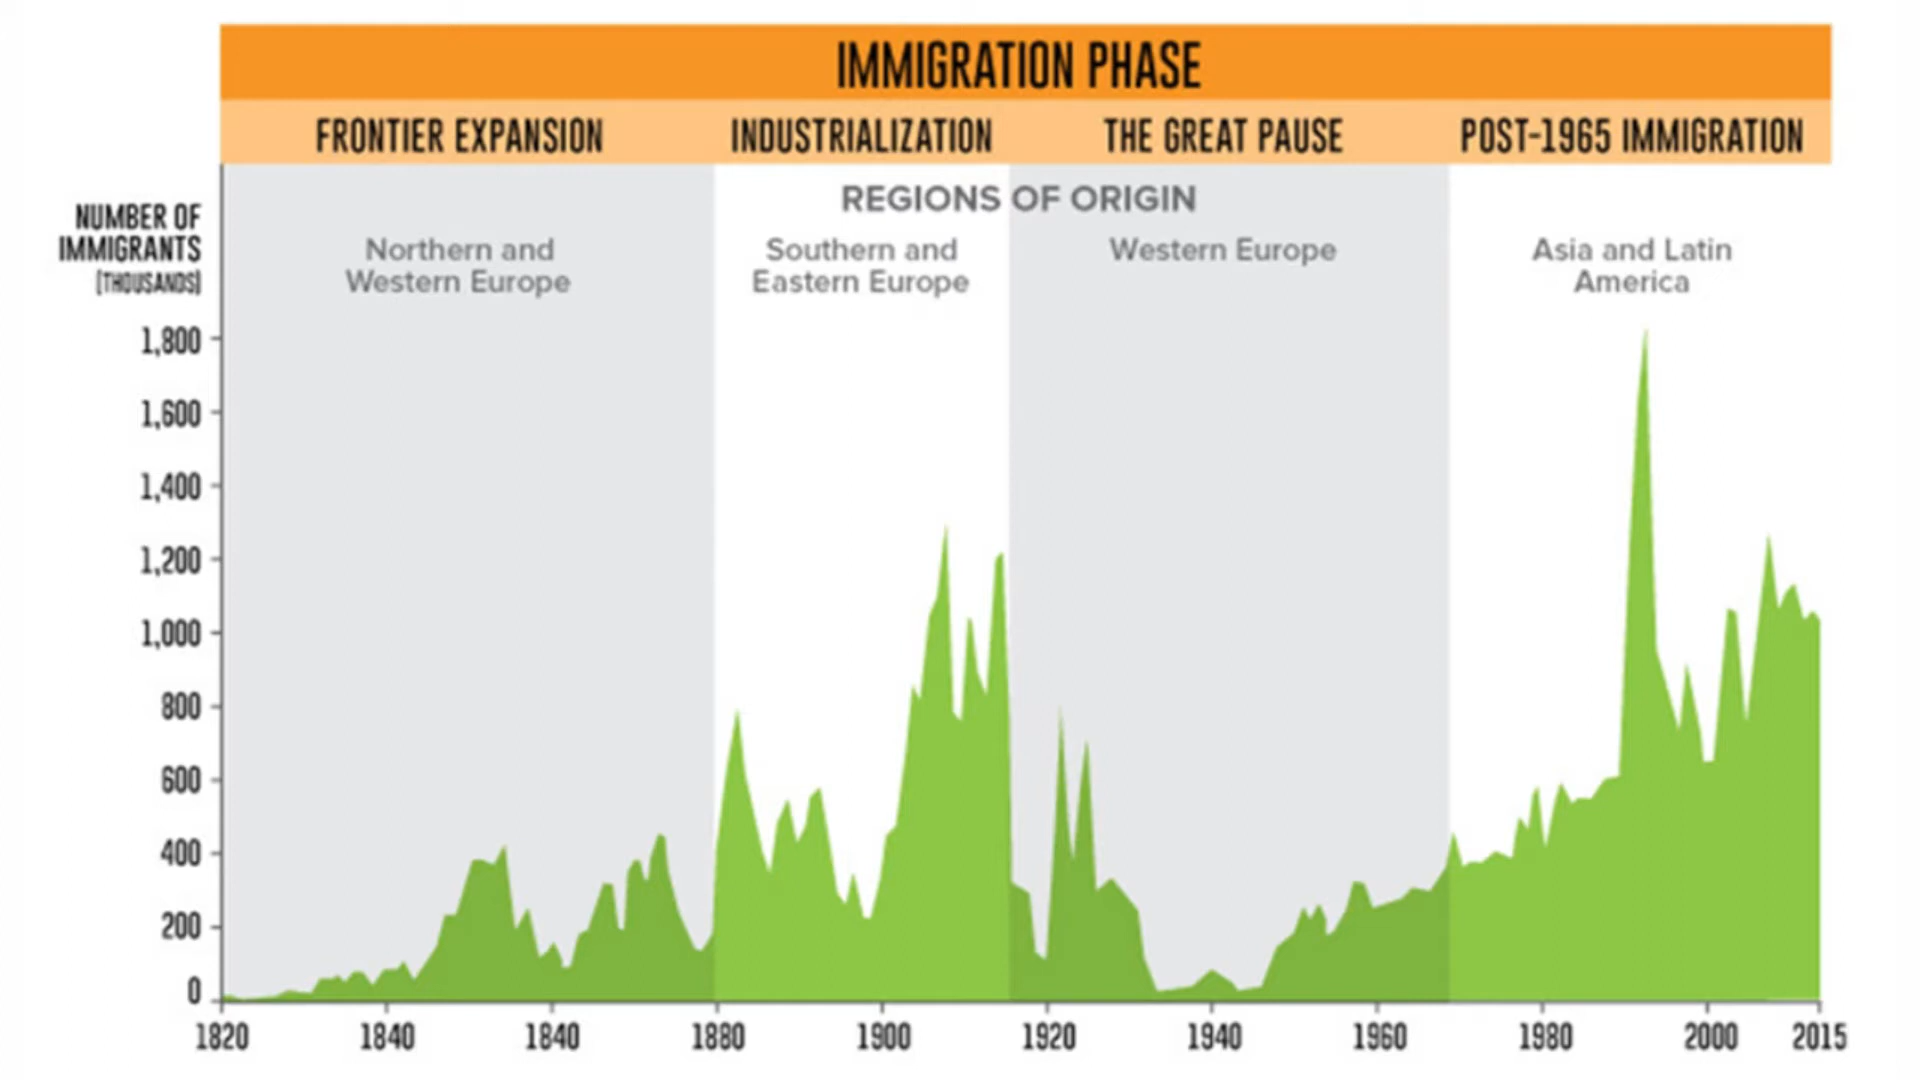 IMMIGRATION PHASE
FRONTIER EXPANSION
INDUSTRIALIZATION
THE GREAT PAUSE
POST-1965 IMMIGRATION
REGIONS OF ORIGIN
Northern and
Western Europe
Southern and
Eastern Europe
Western Europe
Asia and Latin
America
NUMBER OF
IMMIGRANTS
(THOUSANDS)
1,800
1,600
1,400
1,200
1,000
800
600
400
200
0
1820
1840
1840
1880
1900
1920
1940
1960
1980
2000
2015